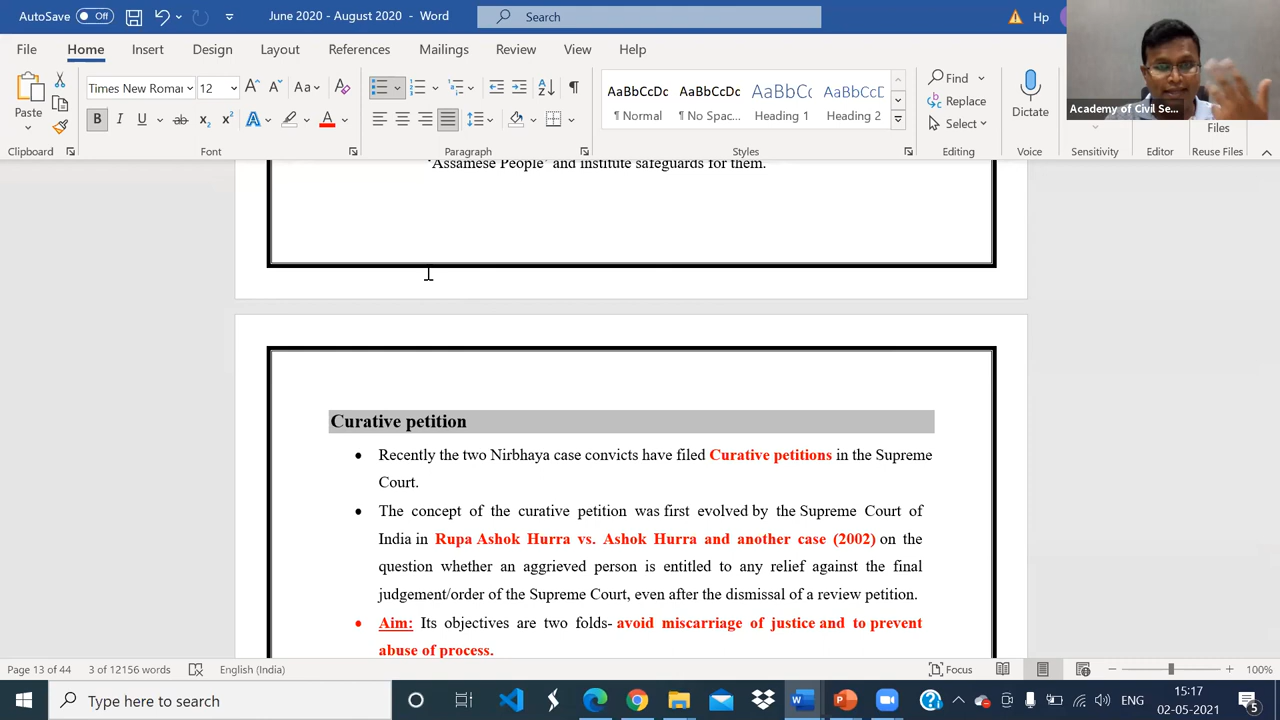 AutoSave Off June 2020 - August 2020 - Word Search Hp
File Home Insert Design Layout References Mailings Review View Help
Times New Roma 12 Aa A AaBbCcDc AaBbCcDc AaBbCc AaBbCcC Find
Paste B I U ab x2 x2 A A ¶ Normal ¶ No Spac... Heading 1 Heading 2 Replace Dictate
Select Files
Clipboard Font Paragraph Styles Editing Voice Sensitivity Editor Reuse Files
Academy of Civil Se...
'Assamese People' and institute safeguards for them.
Curative petition
• Recently the two Nirbhaya case convicts have filed Curative petitions in the Supreme
Court.
• The concept of the curative petition was first evolved by the Supreme Court of
India in Rupa Ashok Hurra vs. Ashok Hurra and another case (2002) on the
question whether an aggrieved person is entitled to any relief against the final
judgement/order of the Supreme Court, even after the dismissal of a review petition.
• Aim: Its objectives are two folds- avoid miscarriage of justice and to prevent
abuse of process.
Page 13 of 44 3 of 12156 words English (India) Focus 100%
Type here to search ENG 15:17
02-05-2021 5